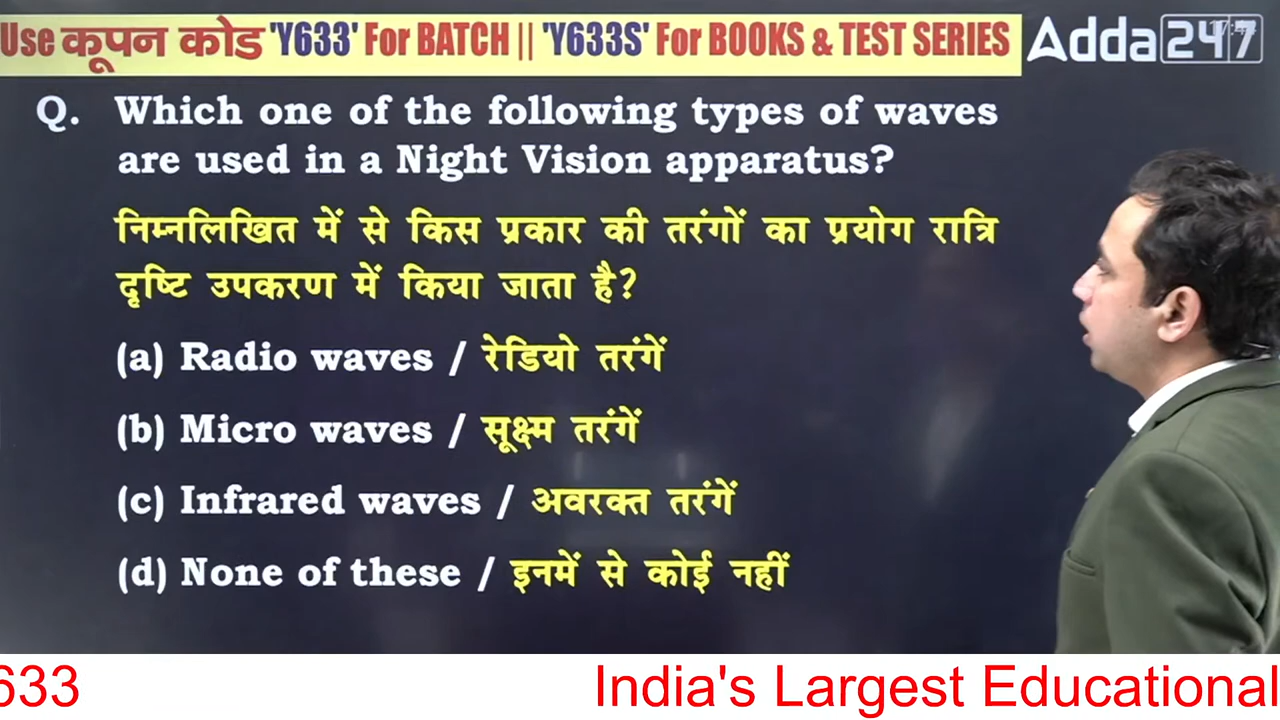 Use कूपन कोड 'Y633' For BATCH || 'Y633S' For BOOKS & TEST SERIES
Adda247
Q. Which one of the following types of waves
are used in a Night Vision apparatus?
निम्नलिखित में से किस प्रकार की तरंगों का प्रयोग रात्रि
दृष्टि उपकरण में किया जाता है?
(a) Radio waves / रेडियो तरंगें
(b) Micro waves / सूक्ष्म तरंगें
(c) Infrared waves / अवरक्त तरंगें
(d) None of these / इनमें से कोई नहीं
633 India's Largest Educational